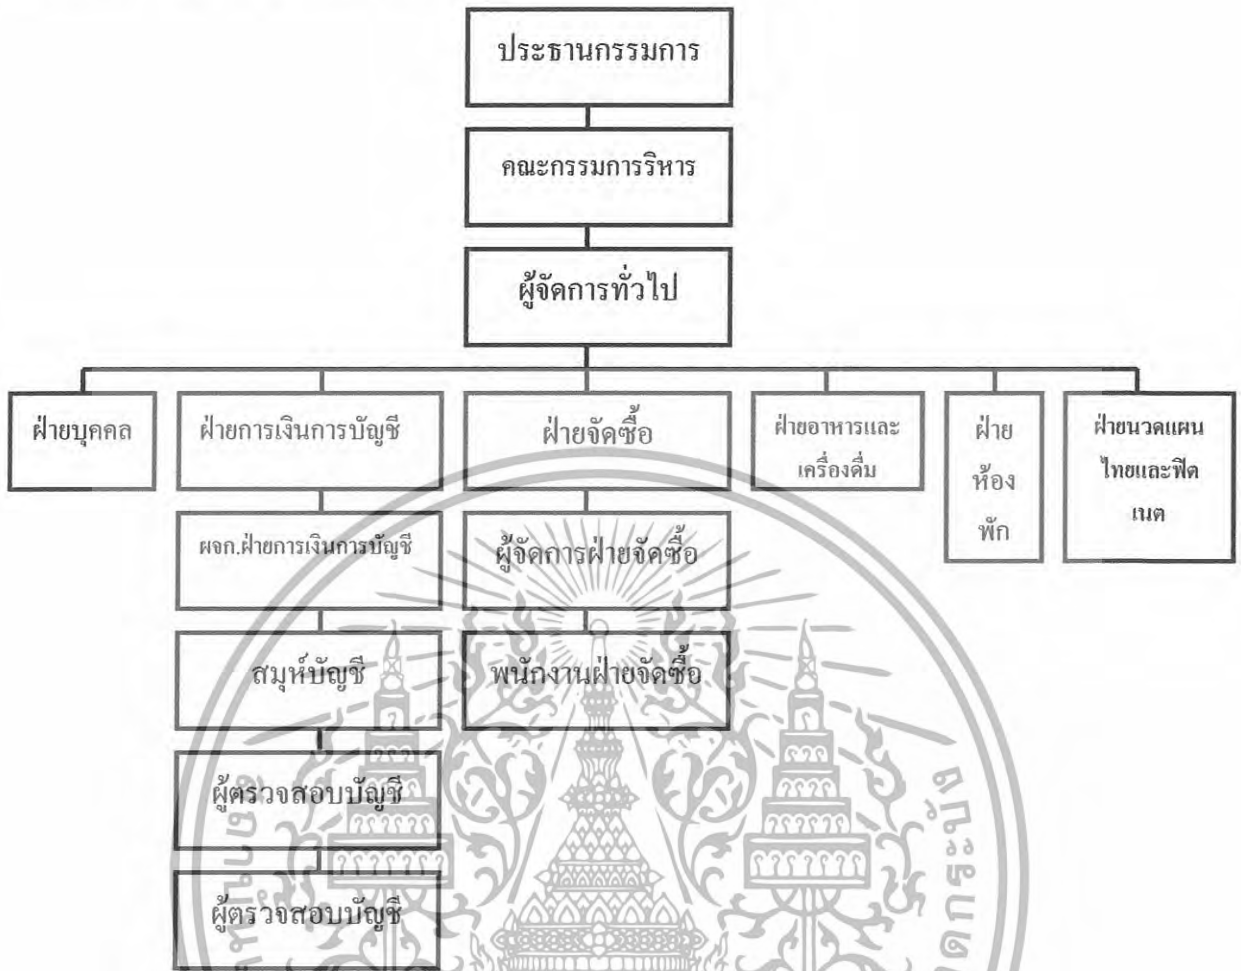 ประธานกรรมการ
คณะกรรมการริหาร
ผู้จัดการทั่วไป
ฝ่ายบุคคล
ฝ่ายการเงินการบัญชี
ฝ่ายจัดซื้อ
ฝ่ายอาหารและ
เครื่องดื่ม
ฝ่าย
ห้อง
พัก
ฝ่ายนวดแผน
ไทยและฟิต
เนต
ผจก.ฝ่ายการเงินการบัญชี
ผู้จัดการฝ่ายจัดซื้อ
สมุห์บัญชี
พนักงานฝ่ายจัดซื้อ
ผู้ตรวจสอบบัญชี
ผู้ตรวจสอบบัญชี